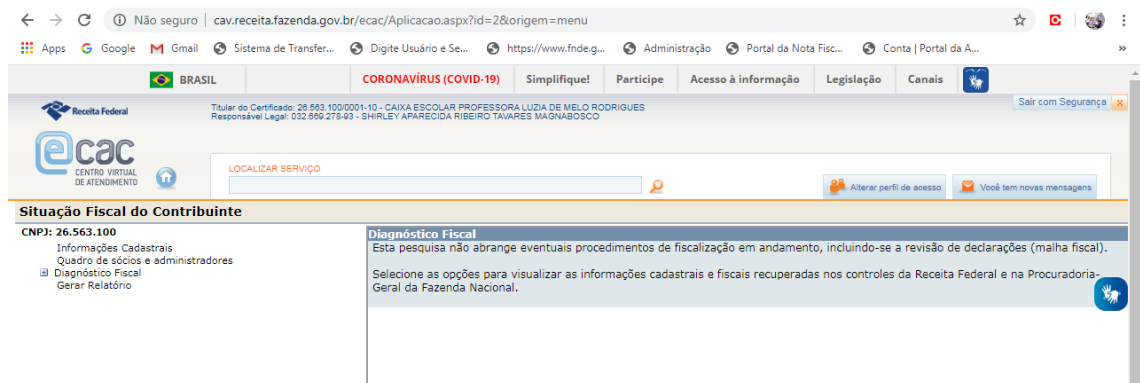 Não seguro | cav.receita.fazenda.gov.br/ecac/Aplicacao.aspx?id=2&origem=menu
Apps G Google M Gmail Sistema de Transfer... Digite Usuário e Se... https://www.fnde.g... Administração Portal da Nota Fisc... Conta | Portal da A... »
BRASIL CORONAVÍRUS (COVID-19) Simplifique! Participe Acesso à informação Legislação Canais
Receita Federal
Titular do Certificado: 26.563.100/0001-10 - CAIXA ESCOLAR PROFESSORA LUZIA DE MELO RODRIGUES
Responsável Legal: 032.669.278-93 - SHIRLEY APARECIDA RIBEIRO TAVARES MAGNABOSCO
Sair com Segurança x
ecac
CENTRO VIRTUAL
DE ATENDIMENTO
LOCALIZAR SERVIÇO
Alterar perfil de acesso Você tem novas mensagens
Situação Fiscal do Contribuinte
CNPJ: 26.563.100
Informações Cadastrais
Quadro de sócios e administradores
Diagnóstico Fiscal
Gerar Relatório
Diagnóstico Fiscal
Esta pesquisa não abrange eventuais procedimentos de fiscalização em andamento, incluindo-se a revisão de declarações (malha fiscal).
Selecione as opções para visualizar as informações cadastrais e fiscais recuperadas nos controles da Receita Federal e na Procuradoria-
Geral da Fazenda Nacional.